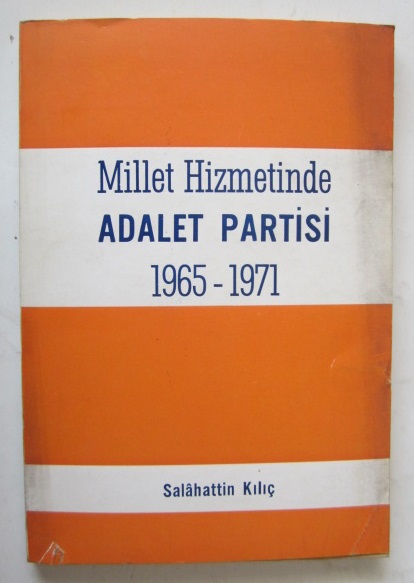 Millet Hizmetinde
ADALET PARTİSİ
1965-1971
Salâhattin Kılıç